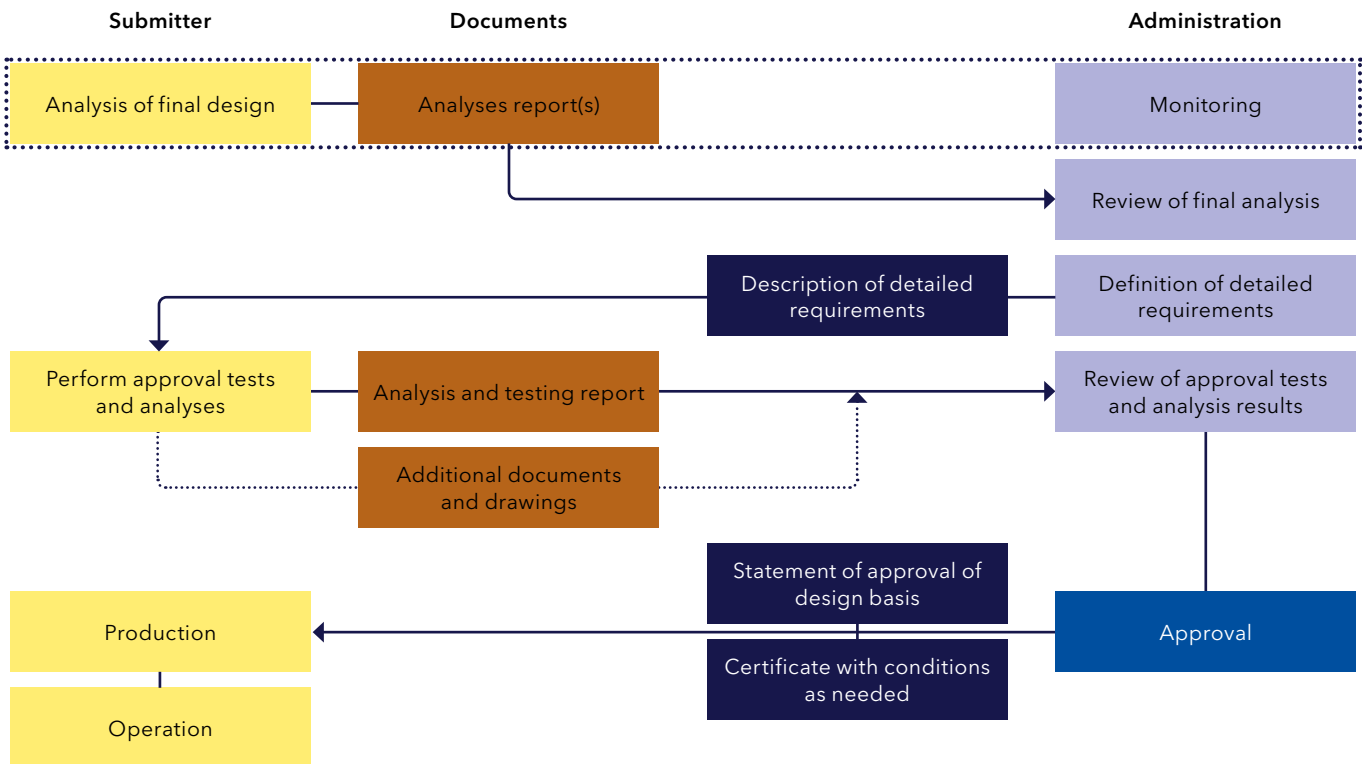 Submitter
Documents
Administration
Analysis of final design
Analyses report(s)
Monitoring
Review of final analysis
Description of detailed
requirements
Definition of detailed
requirements
Perform approval tests
and analyses
Analysis and testing report
Review of approval tests
and analysis results
Additional documents
and drawings
Statement of approval of
design basis
Production
Approval
Certificate with conditions
as needed
Operation